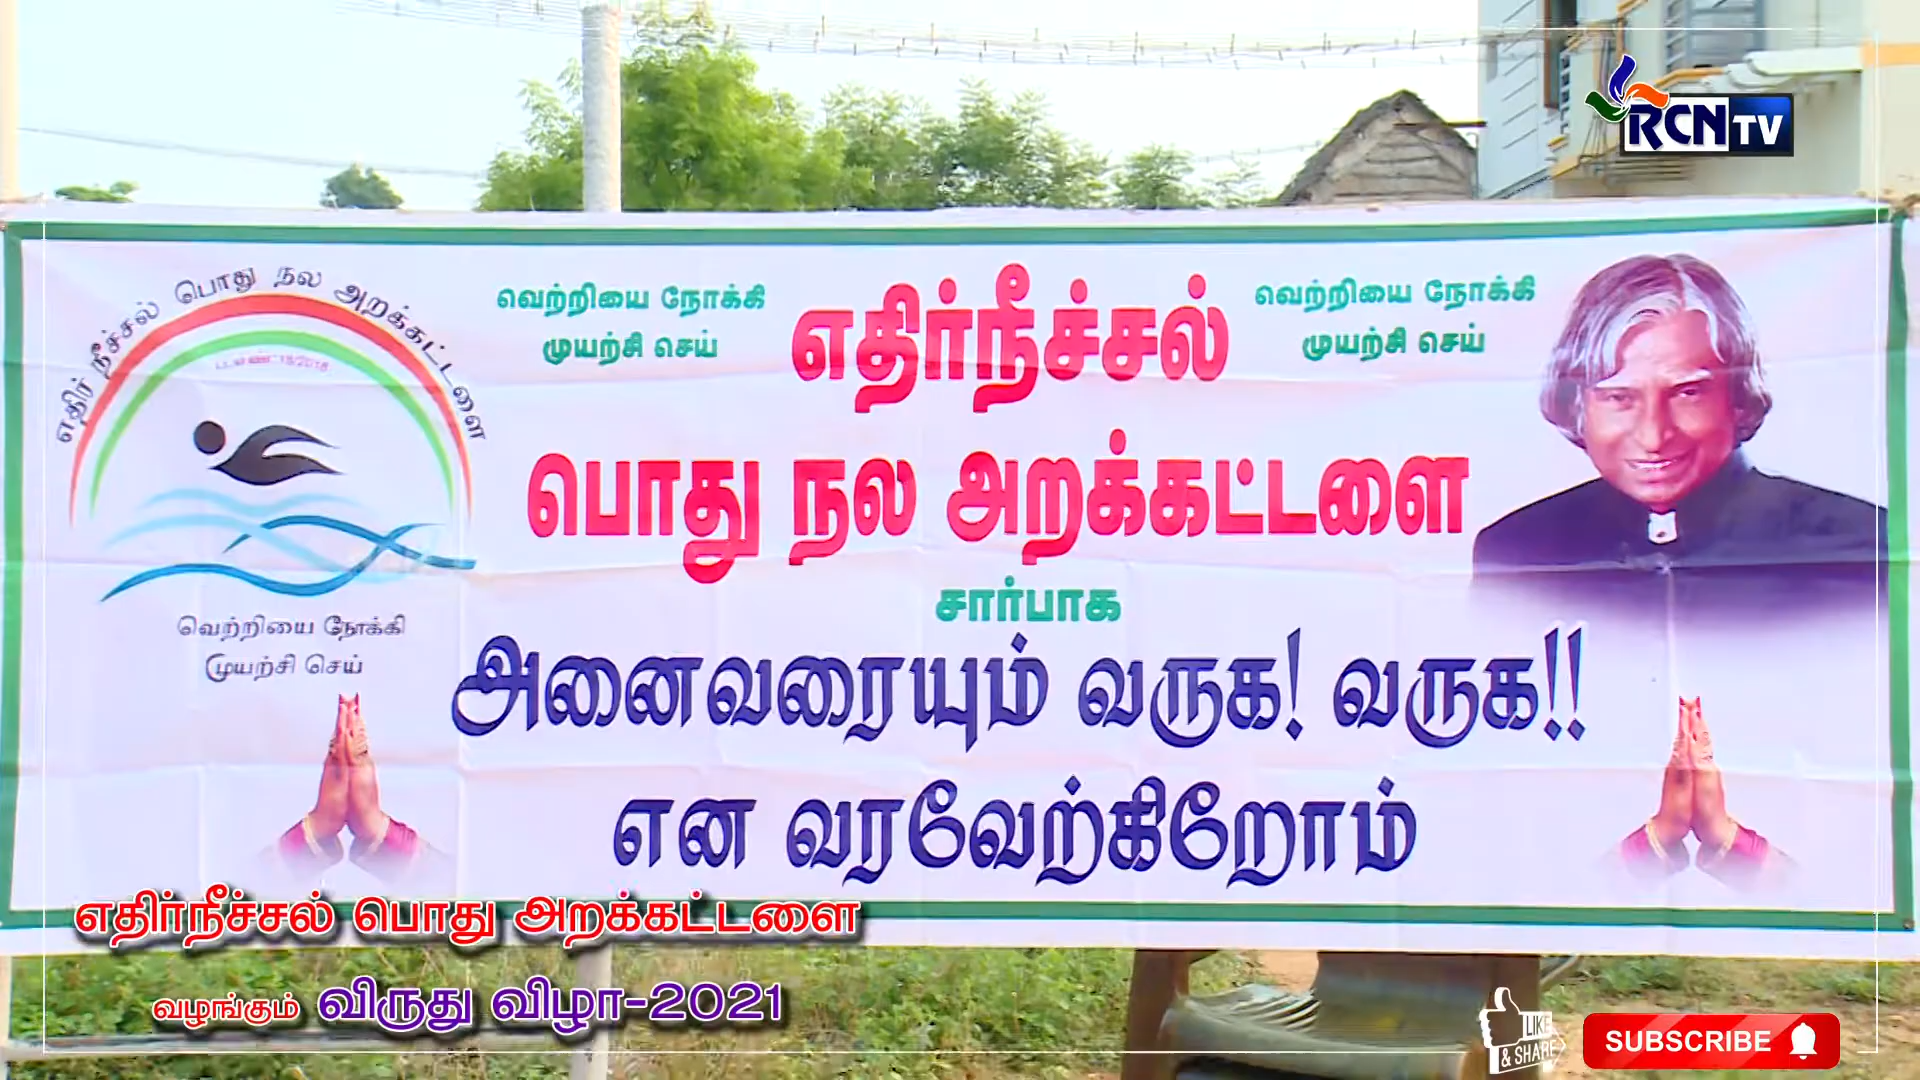 RCN TV
எதிர் நீச்சல் பொது நல அறக்கட்டளை
வெற்றியை நோக்கி
முயற்சி செய்
எதிர்நீச்சல்
வெற்றியை நோக்கி
முயற்சி செய்
பொது நல அறக்கட்டளை
சார்பாக
வெற்றியை நோக்கி
முயற்சி செய்
அனைவரையும் வருக! வருக!!
என வரவேற்கிறோம்
எதிர்நீச்சல் பொது அறக்கட்டளை
வழங்கும் விருது விழா-2021
LIKE
& SHARE
SUBSCRIBE